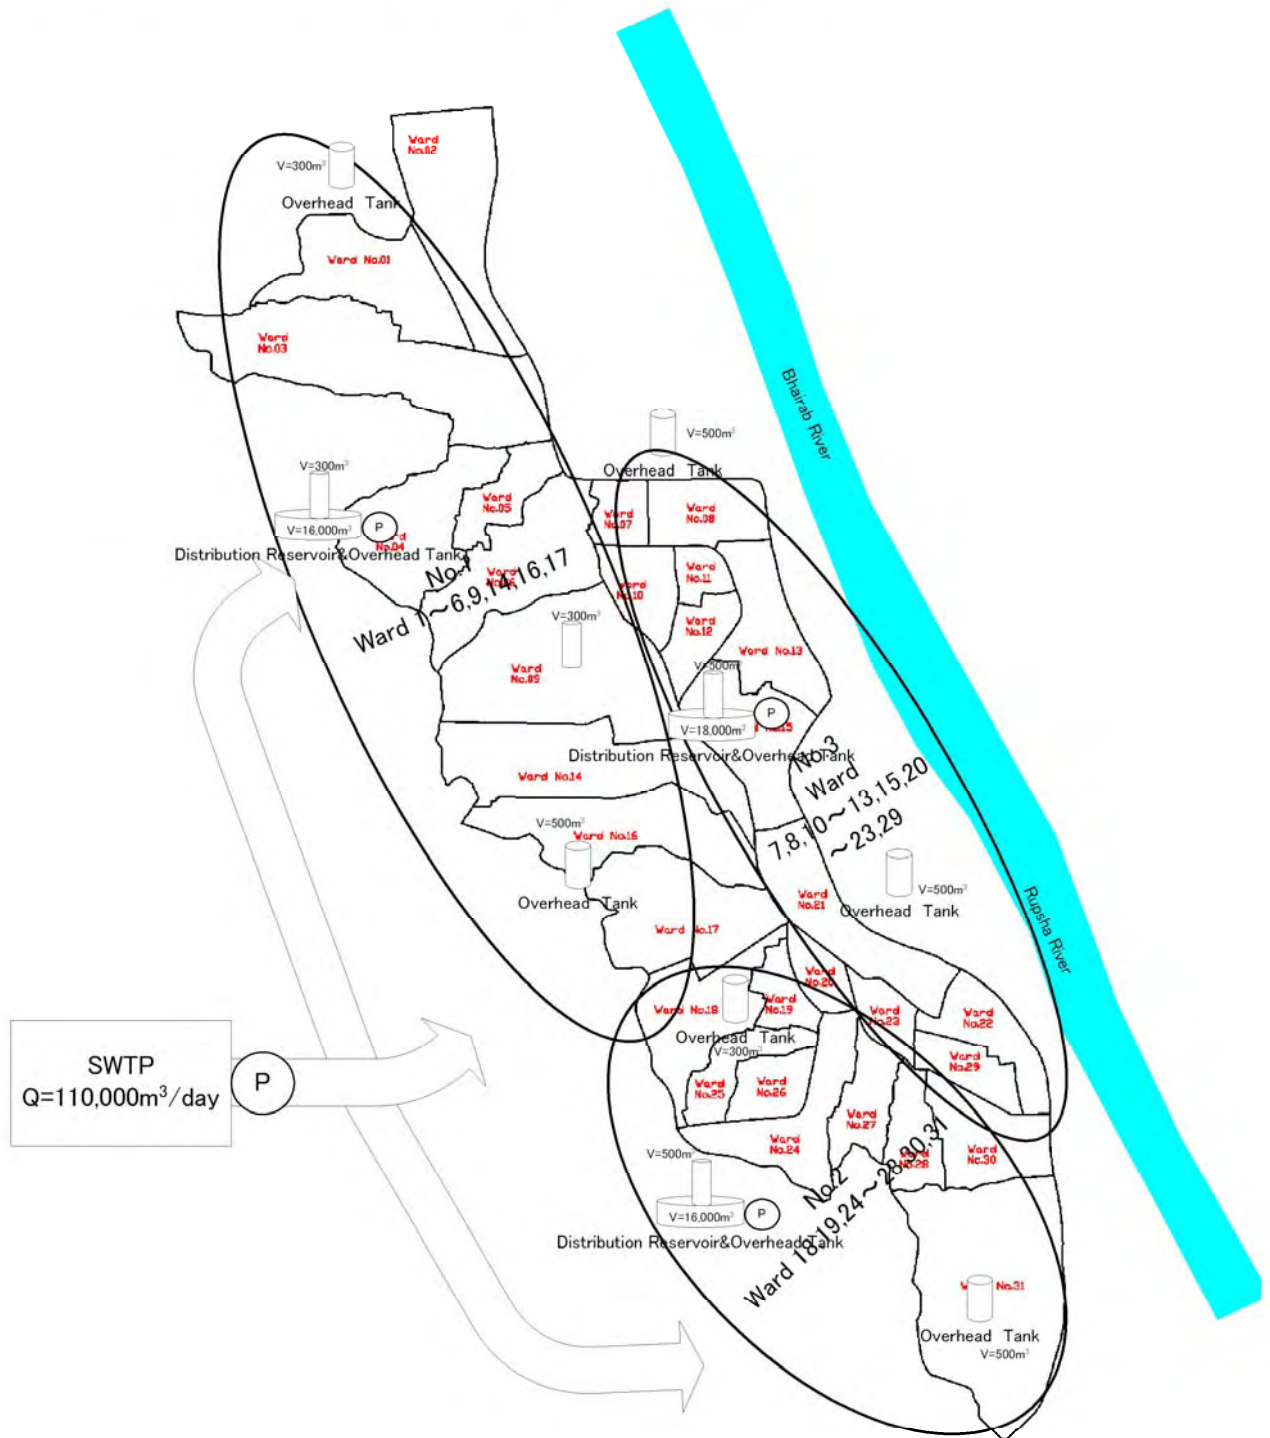 Ward
No.02
V=300m³
Overhead Tank
Ward No.01
Ward
No.03
Bhairab River
V=500m³
Overhead Tank
V=300m³
V=16,000m³
P
Distribution Reservoir&Overhead Tank
Ward
No.04
Ward
No.05
Ward
No.07
Ward
No.08
No.1
Ward 1～6,9,14,16,17
Ward
Ward
No.10
Ward
No.11
Ward
No.12
V=300m³
Ward
No.09
Ward No.13
V=500m³
V=18,000m³
P
Distribution Reservoir&Overhead Tank
No.3
Ward
7,8,10～13,15,20
～23,29
Ward No.14
V=500m³
Ward No.16
Overhead Tank
Ward
No.21
V=500m³
Overhead Tank
Rupsha River
Ward No.17
Ward
No.20
Ward No.18
Ward
No.19
Overhead Tank
V=300m³
Ward
No.23
Ward
No.22
Ward
No.29
SWTP
Q=110,000m³/day
P
Ward
No.25
Ward
No.26
Ward
No.27
Ward
No.24
Ward
No.28
Ward
No.30
V=500m³
V=16,000m³
P
Distribution Reservoir&Overhead Tank
No.2
Ward 18,19,24～28,30,31
No.31
Overhead Tank
V=500m³